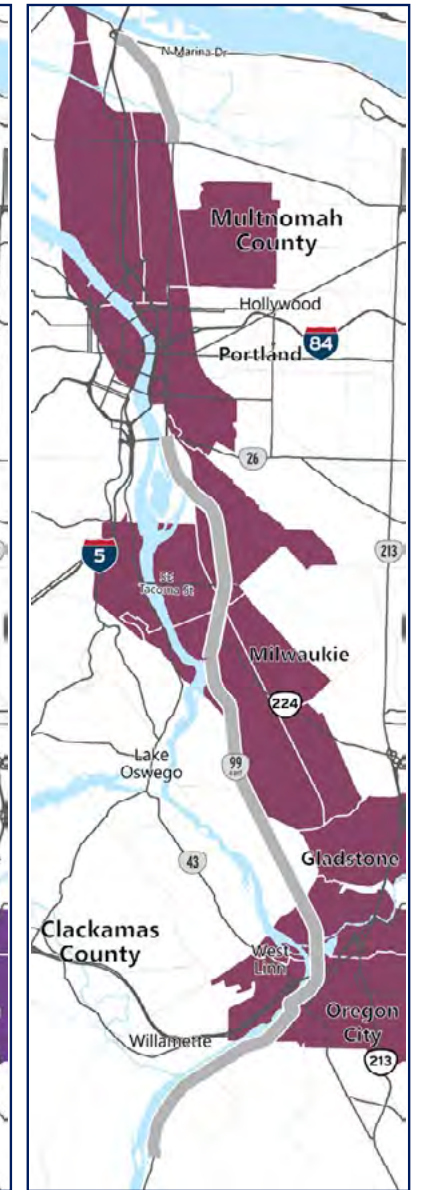 N Marina Dr
Multnomah
County
Hollywood
Portland
84
26
5
213
SE
Tacoma St
Milwaukie
224
Lake
Oswego
99
43
Gladstone
Clackamas
County
West
Linn
Oregon
City
Willamette
213